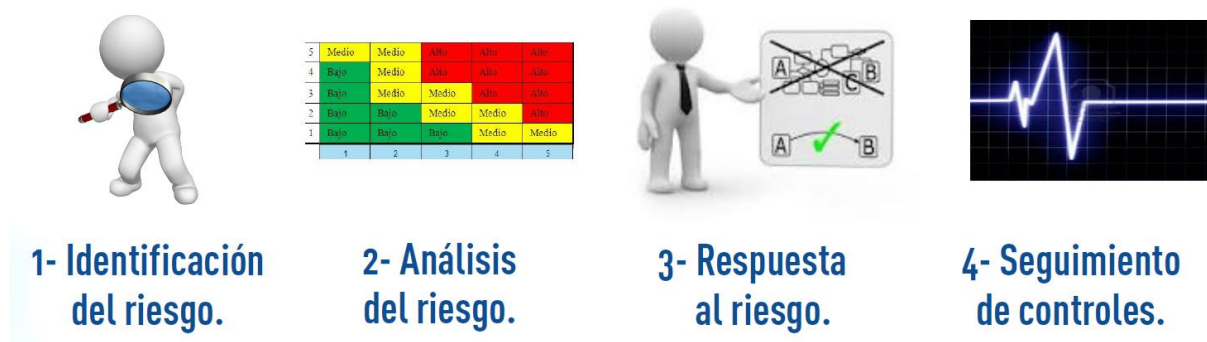 5 Medio Medio Alto Alto Alto
4 Bajo Medio Alto Alto Alto
3 Bajo Medio Medio Alto Alto
2 Bajo Bajo Medio Medio Alto
1 Bajo Bajo Bajo Medio Medio
1 2 3 4 5
A B
C
A B
1- Identificación
del riesgo.
2- Análisis
del riesgo.
3- Respuesta
al riesgo.
4- Seguimiento
de controles.